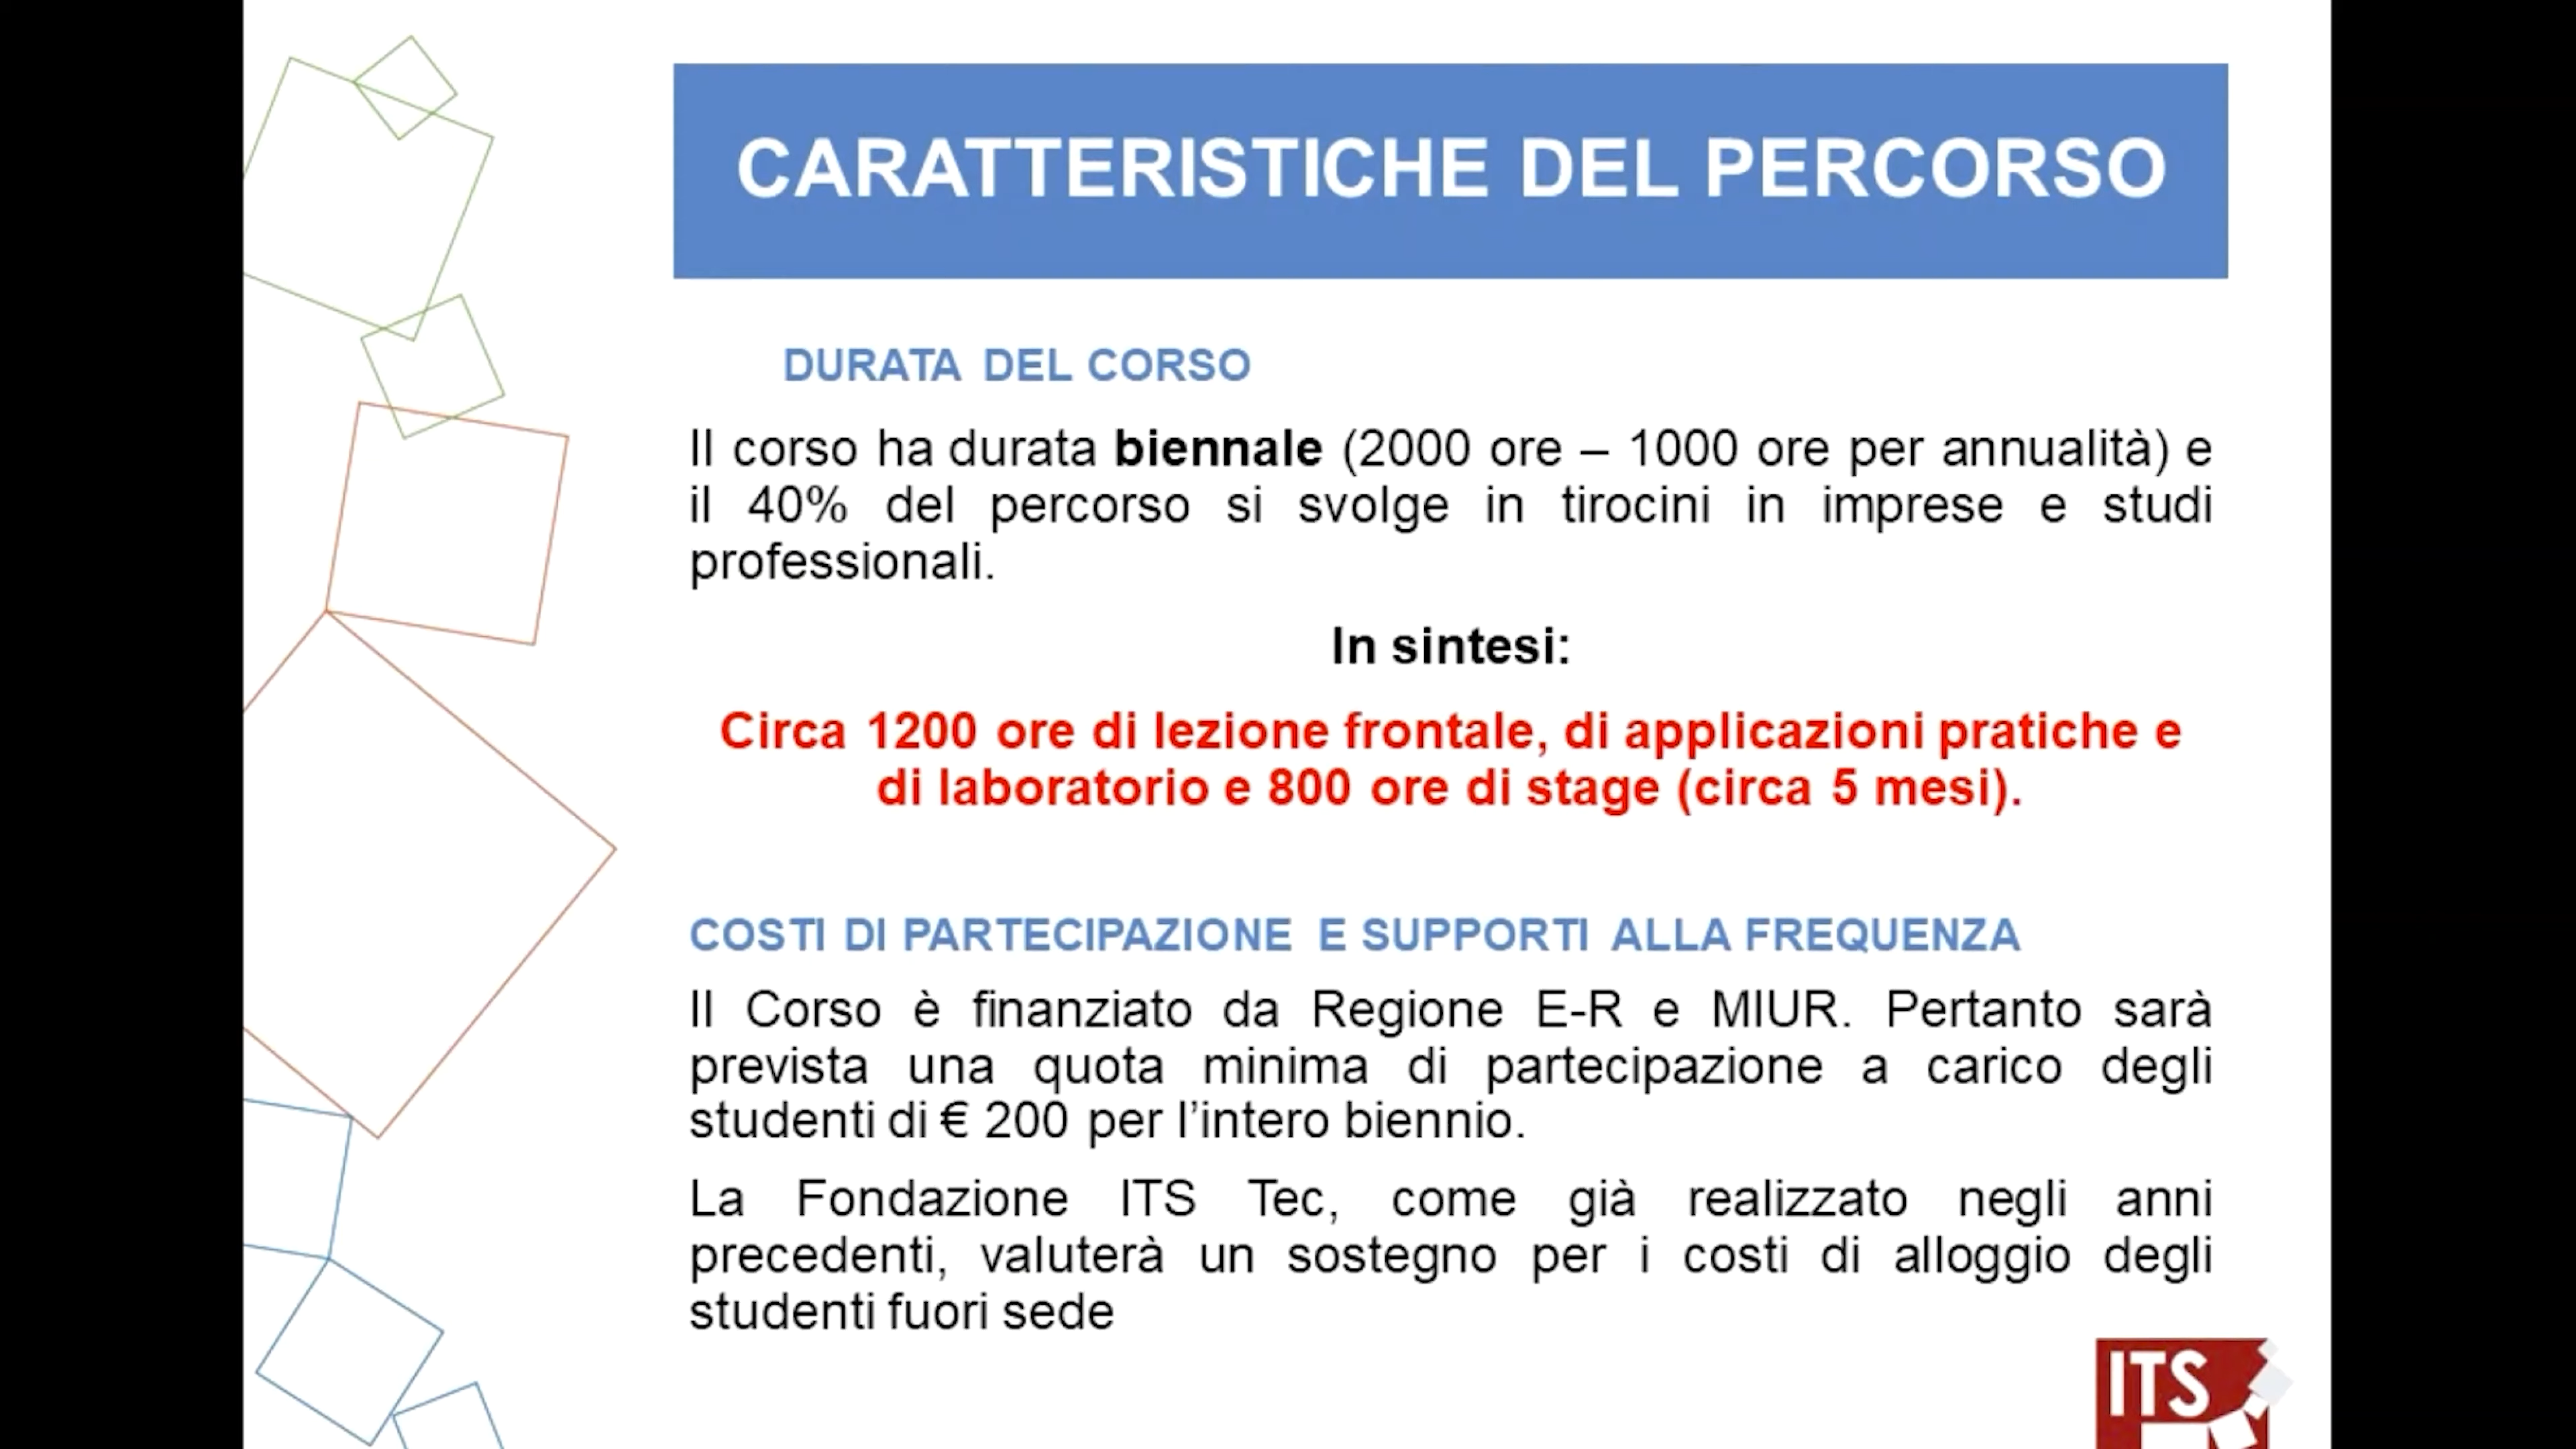 CARATTERISTICHE DEL PERCORSO
DURATA DEL CORSO
Il corso ha durata biennale (2000 ore – 1000 ore per annualità) e
il 40% del percorso si svolge in tirocini in imprese e studi
professionali.
In sintesi:
Circa 1200 ore di lezione frontale, di applicazioni pratiche e
di laboratorio e 800 ore di stage (circa 5 mesi).
COSTI DI PARTECIPAZIONE E SUPPORTI ALLA FREQUENZA
Il Corso è finanziato da Regione E-R e MIUR. Pertanto sarà
prevista una quota minima di partecipazione a carico degli
studenti di € 200 per l’intero biennio.
La Fondazione ITS Tec, come già realizzato negli anni
precedenti, valuterà un sostegno per i costi di alloggio degli
studenti fuori sede
ITS